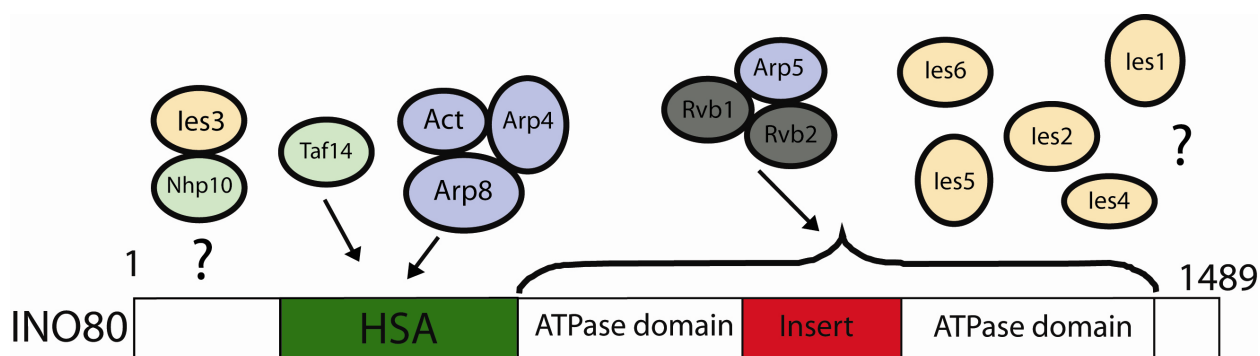 Ies3
Nhp10
?
Taf14
Act
Arp4
Arp8
Arp5
Rvb1
Rvb2
Ies6
Ies1
Ies2
Ies5
Ies4
?
1
1489
INO80
HSA
ATPase domain
Insert
ATPase domain